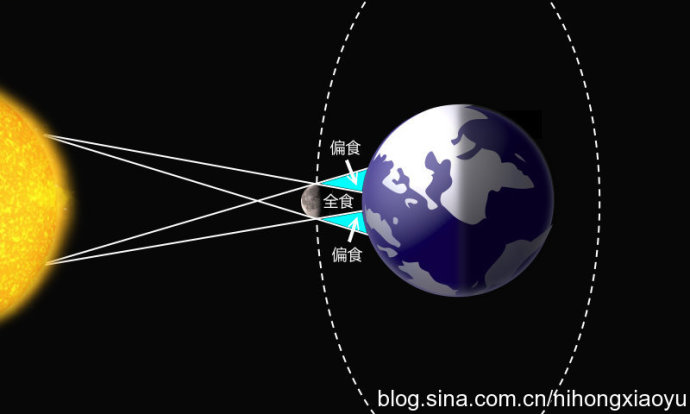 偏食
全食
偏食
blog.sina.com.cn/hihongxiaoyu